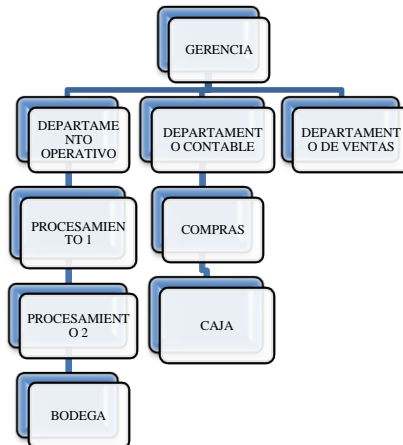 GERENCIA
DEPARTAME
NTO
OPERATIVO
DEPARTAMENT
O CONTABLE
DEPARTAMENT
O DE VENTAS
PROCESAMIEN
TO 1
COMPRAS
PROCESAMIENT
O 2
CAJA
BODEGA